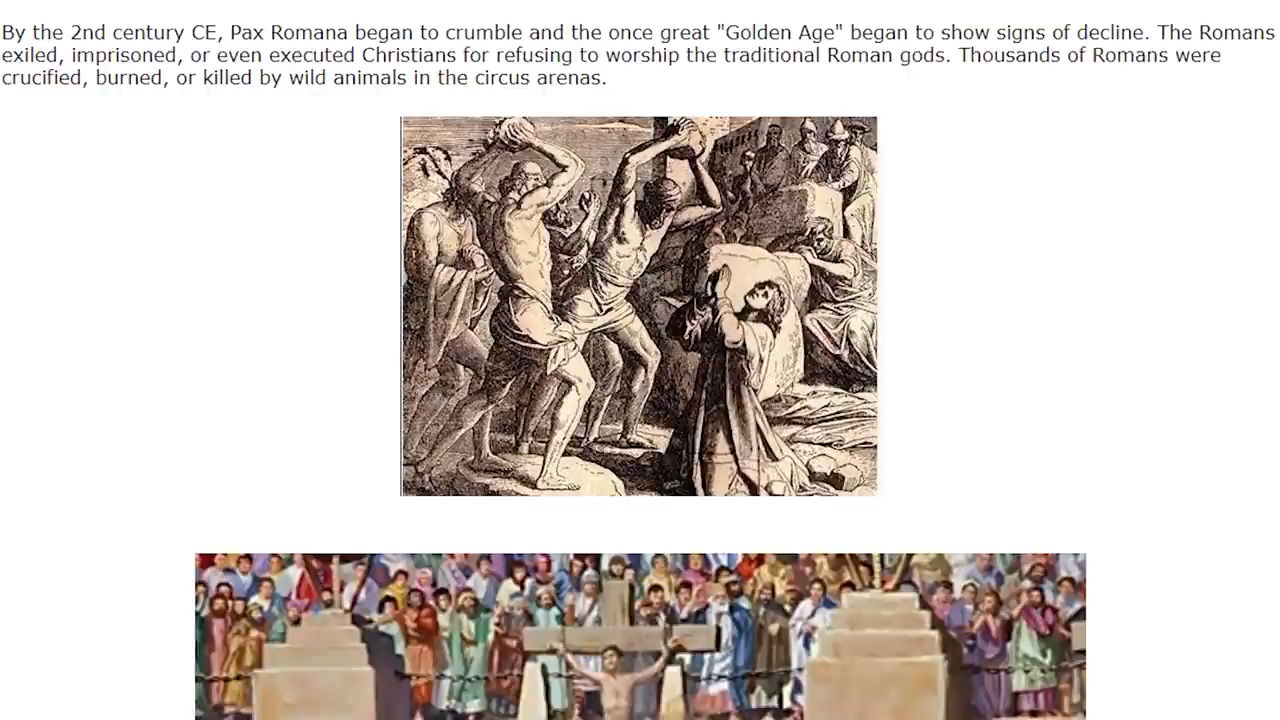 By the 2nd century CE, Pax Romana began to crumble and the once great "Golden Age" began to show signs of decline. The Romans
exiled, imprisoned, or even executed Christians for refusing to worship the traditional Roman gods. Thousands of Romans were
crucified, burned, or killed by wild animals in the circus arenas.